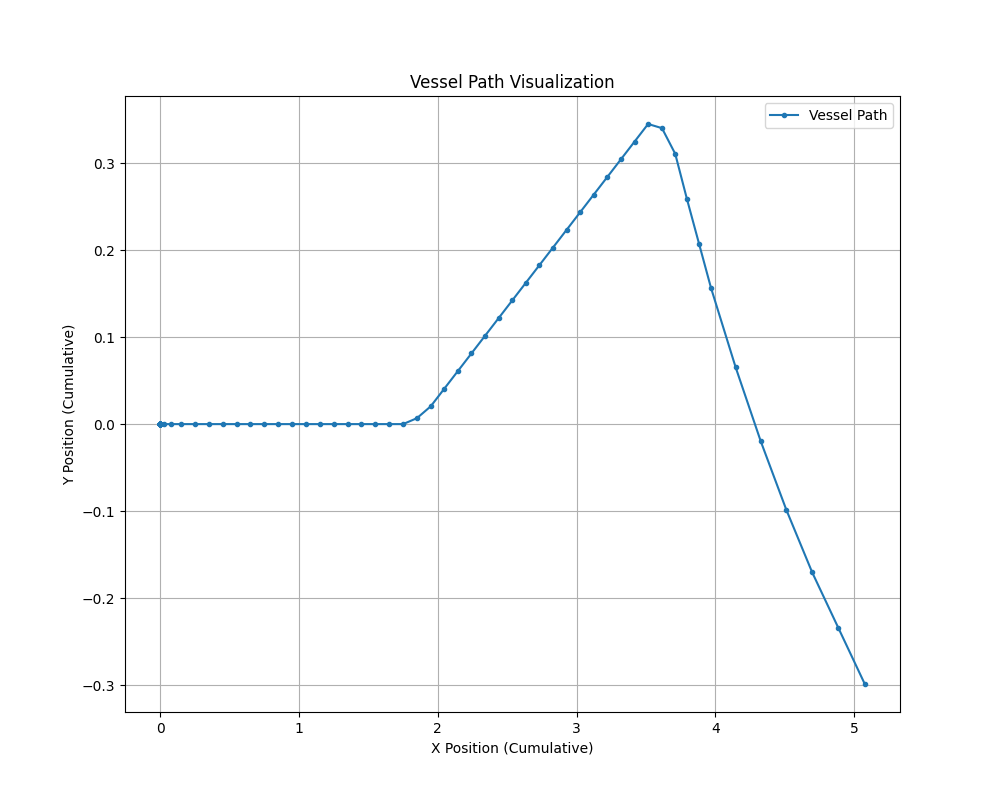 Vessel Path Visualization
Vessel Path
Y Position (Cumulative)
0.3
0.2
0.1
0.0
−0.1
−0.2
−0.3
0 1 2 3 4 5
X Position (Cumulative)